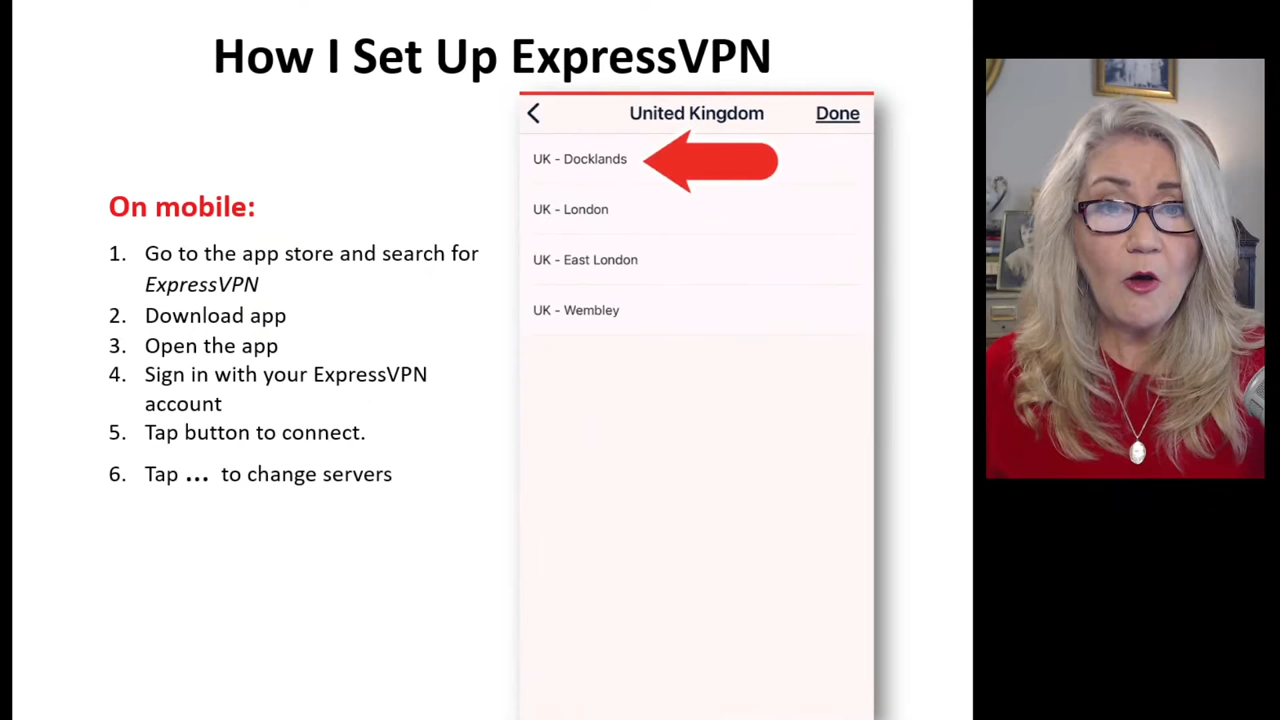 How I Set Up ExpressVPN
On mobile:
1. Go to the app store and search for
ExpressVPN
2. Download app
3. Open the app
4. Sign in with your ExpressVPN
account
5. Tap button to connect.
6. Tap ... to change servers
United Kingdom Done
UK - Docklands
UK - London
UK - East London
UK - Wembley